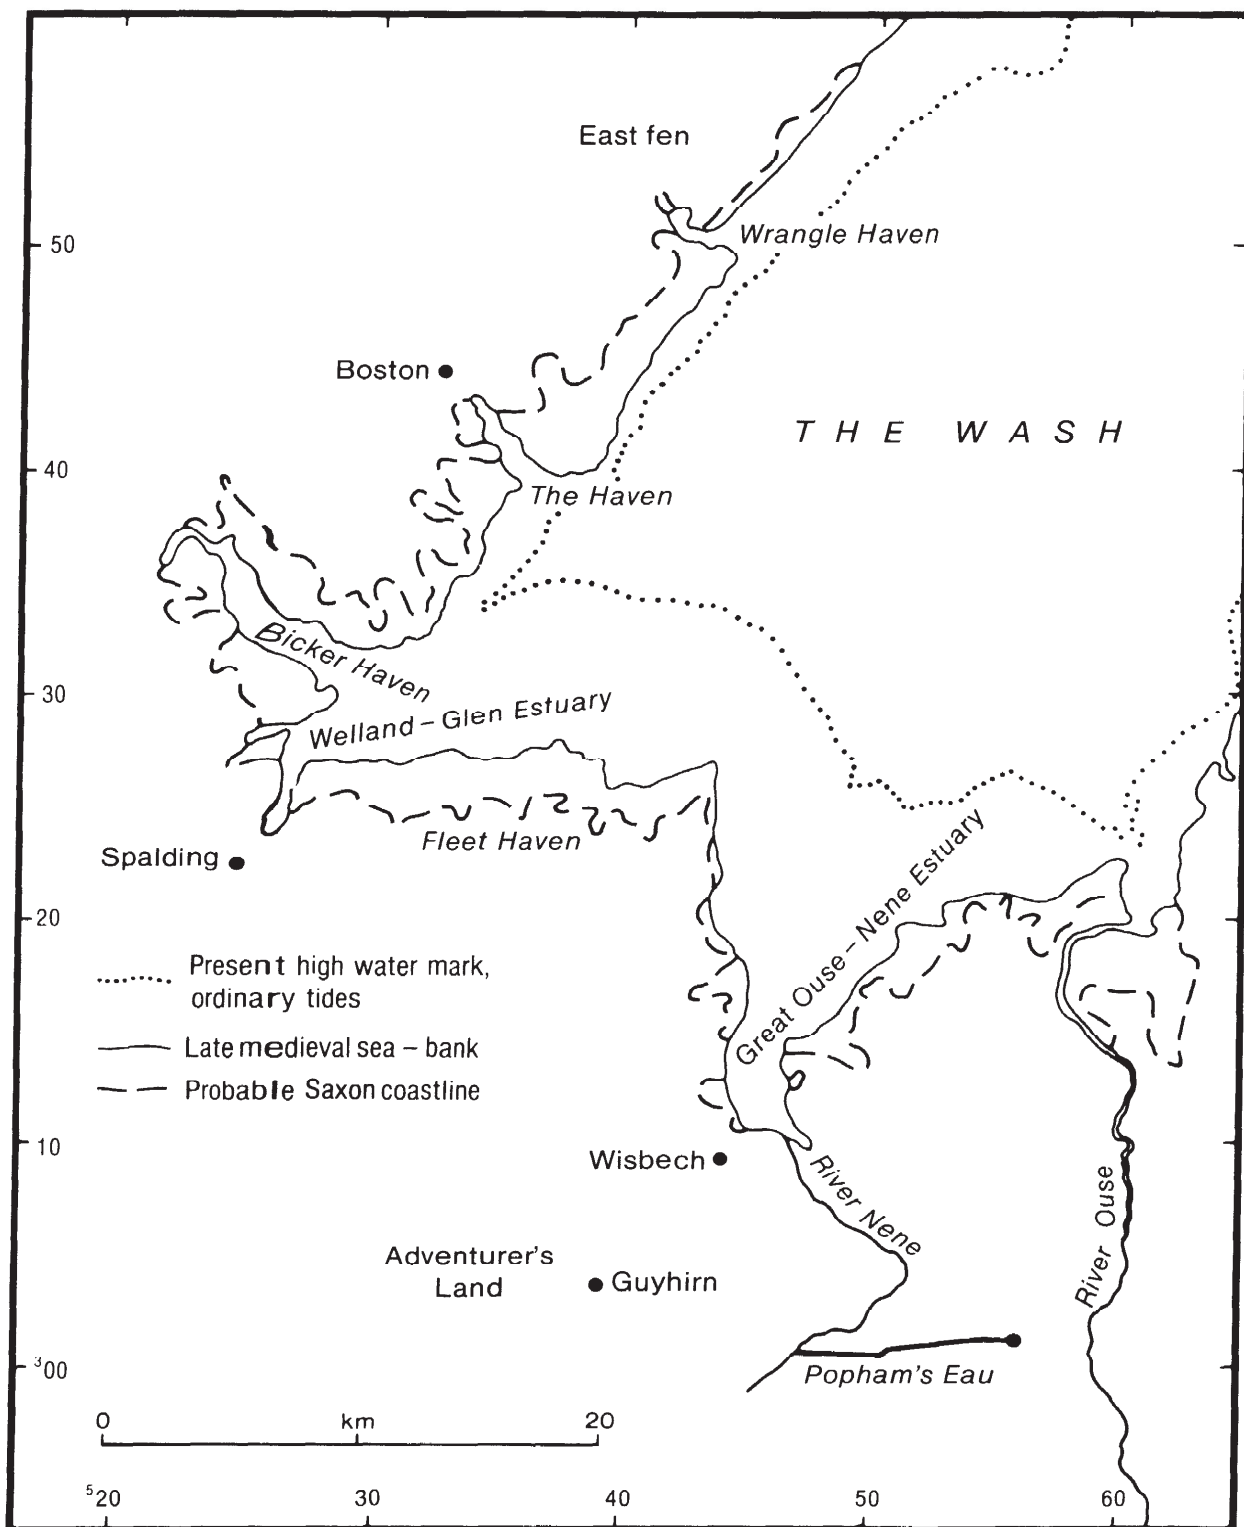 East fen
50
Wrangle Haven
Boston
THE WASH
40
The Haven
Bicker Haven
30
Welland – Glen Estuary
Fleet Haven
Spalding
Great Ouse – Nene Estuary
20
Present high water mark,
ordinary tides
Late medieval sea – bank
Probable Saxon coastline
10
Wisbech
River Nene
River Ouse
Adventurer's
Land
Guyhirn
³00
Popham's Eau
0 km 20
⁵20 30 40 50 60